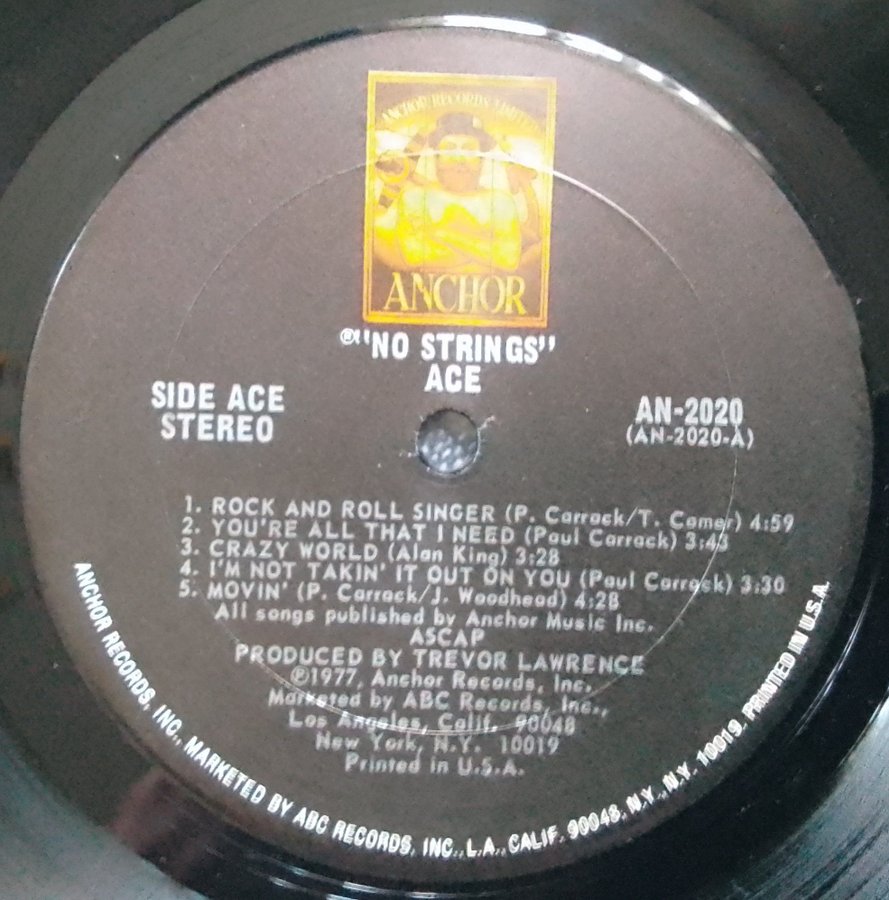 ANCHOR RECORDS LIMITED
ANCHOR
℗"NO STRINGS"
ACE
SIDE ACE
STEREO
AN-2020
(AN-2020-A)
1. ROCK AND ROLL SINGER (P. Carrack/T. Comer) 4:59
2. YOU'RE ALL THAT I NEED (Paul Carrack) 3:43
3. CRAZY WORLD (Alan King) 3:28
4. I'M NOT TAKIN' IT OUT ON YOU (Paul Carrack) 3:30
5. MOVIN' (P. Carrack/J. Woodhead) 4:28
All songs published by Anchor Music Inc.
ASCAP
PRODUCED BY TREVOR LAWRENCE
℗1977, Anchor Records, Inc.
Marketed by ABC Records, Inc.,
Los Angeles, Calif. 90048
New York, N.Y. 10019
Printed in U.S.A.
ANCHOR RECORDS, INC., MARKETED BY ABC RECORDS, INC., L.A., CALIF. 90048, N.Y., N.Y. 10019. PRINTED IN U.S.A.